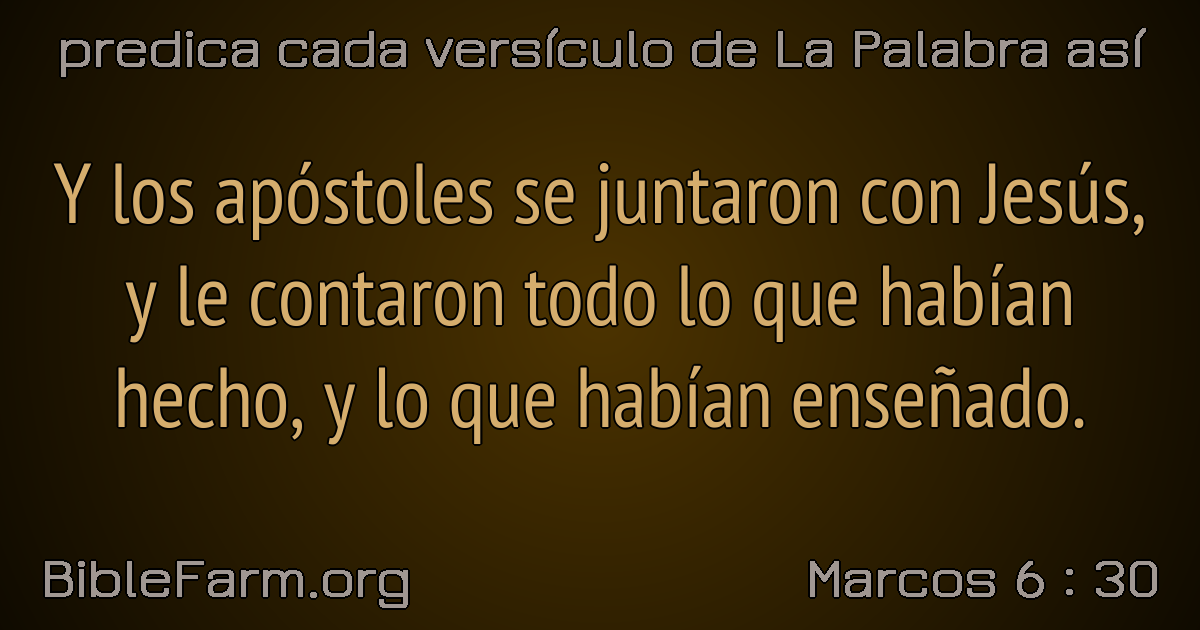 predica cada versículo de La Palabra así
Y los apóstoles se juntaron con Jesús,
y le contaron todo lo que habían
hecho, y lo que habían enseñado.
BibleFarm.org
Marcos 6 : 30